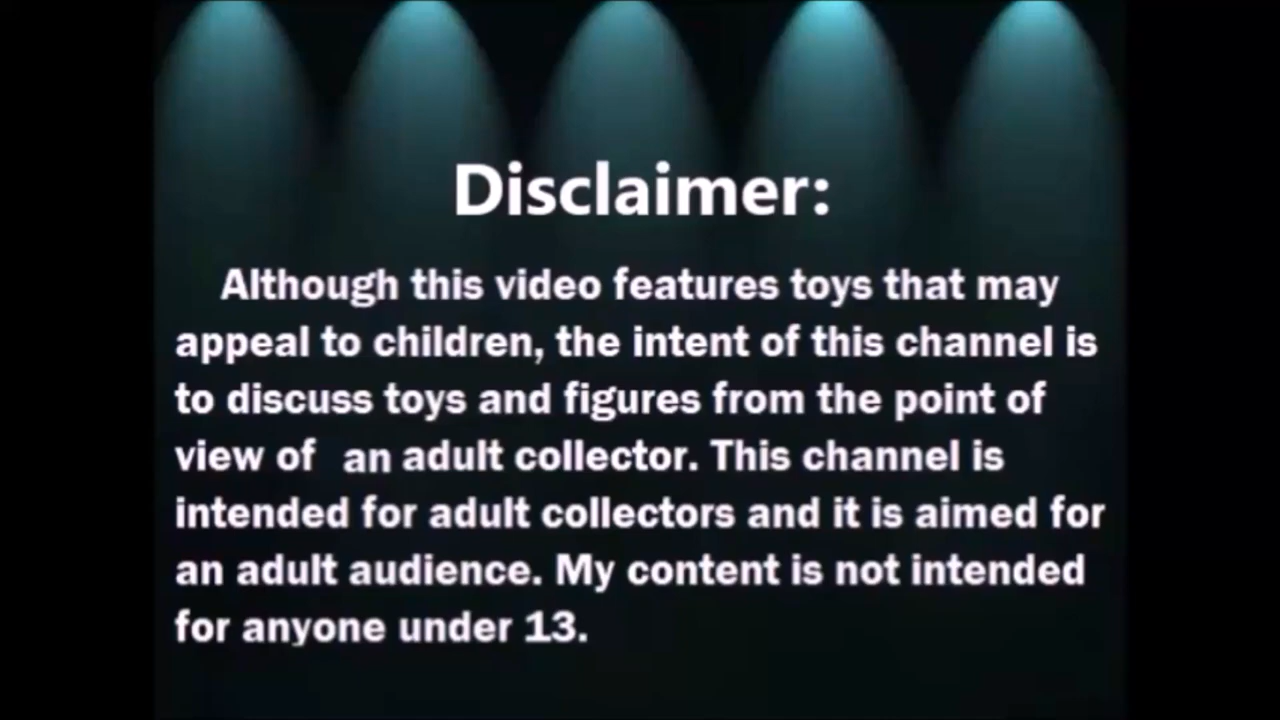 Disclaimer:
Although this video features toys that may
appeal to children, the intent of this channel is
to discuss toys and figures from the point of
view of an adult collector. This channel is
intended for adult collectors and it is aimed for
an adult audience. My content is not intended
for anyone under 13.